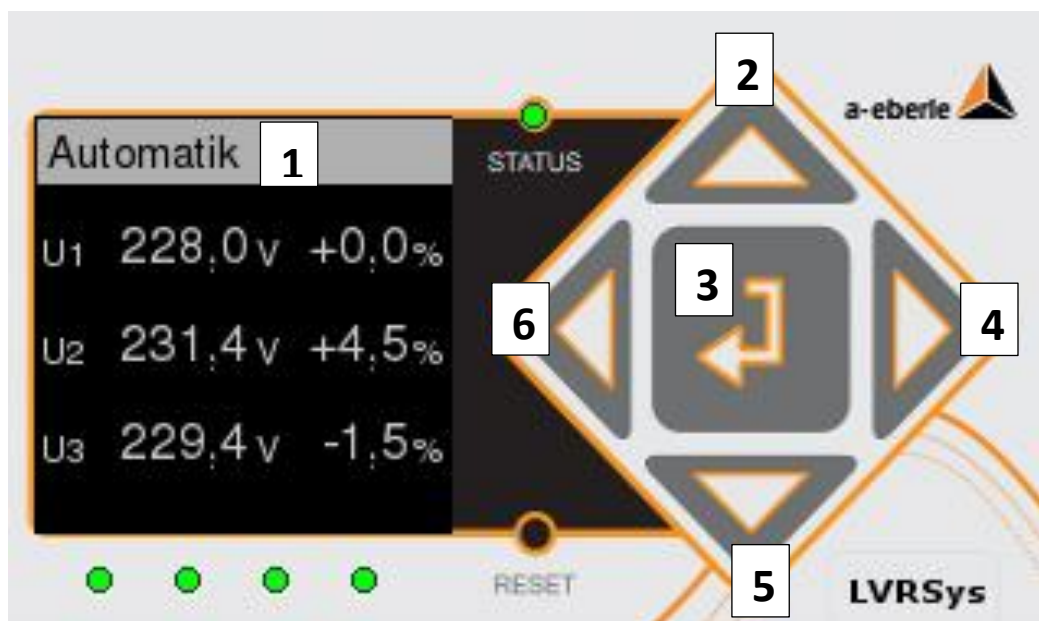 2
a-eberle
Automatik 1
STATUS
U1 228.0 V +0.0%
3
6
4
U2 231.4 V +4.5%
U3 229.4 V -1.5%
RESET
5
LVRSys